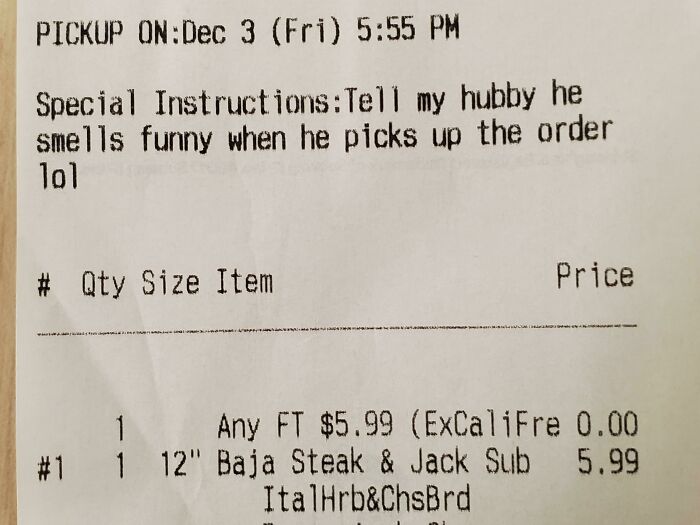 PICKUP ON:Dec 3 (Fri) 5:55 PM
Special Instructions:Tell my hubby he
smells funny when he picks up the order
lol
# Qty Size Item Price
1 Any FT $5.99 (ExCaliFre 0.00
#1 1 12" Baja Steak & Jack Sub 5.99
ItalHrb&ChsBrd